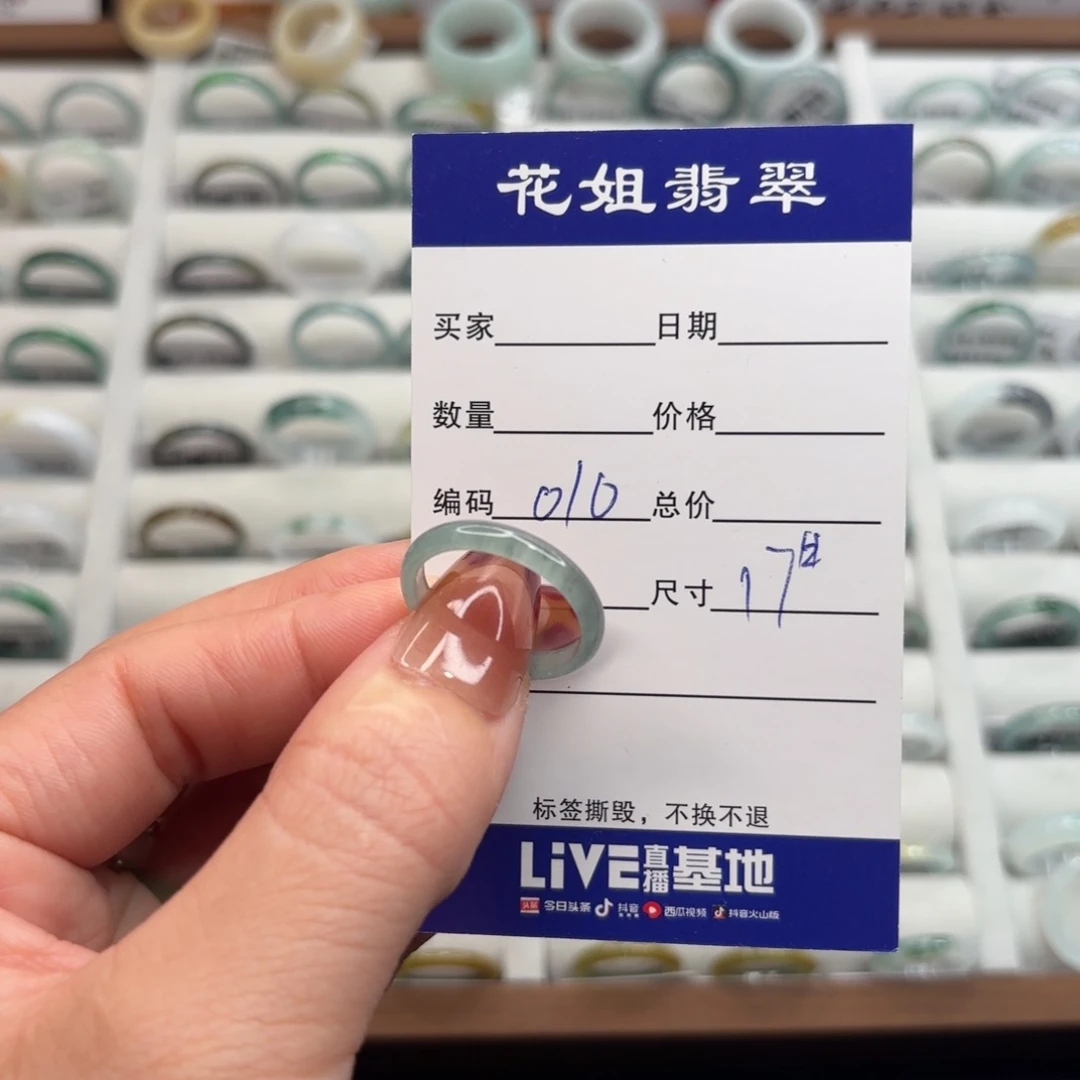 花姐翡翠
买家 日期
数量 价格
编码 010 总价
尺寸 17
标签撕毁，不换不退
LiVE直播基地
今日头条 抖音 西瓜视频 抖音火山版